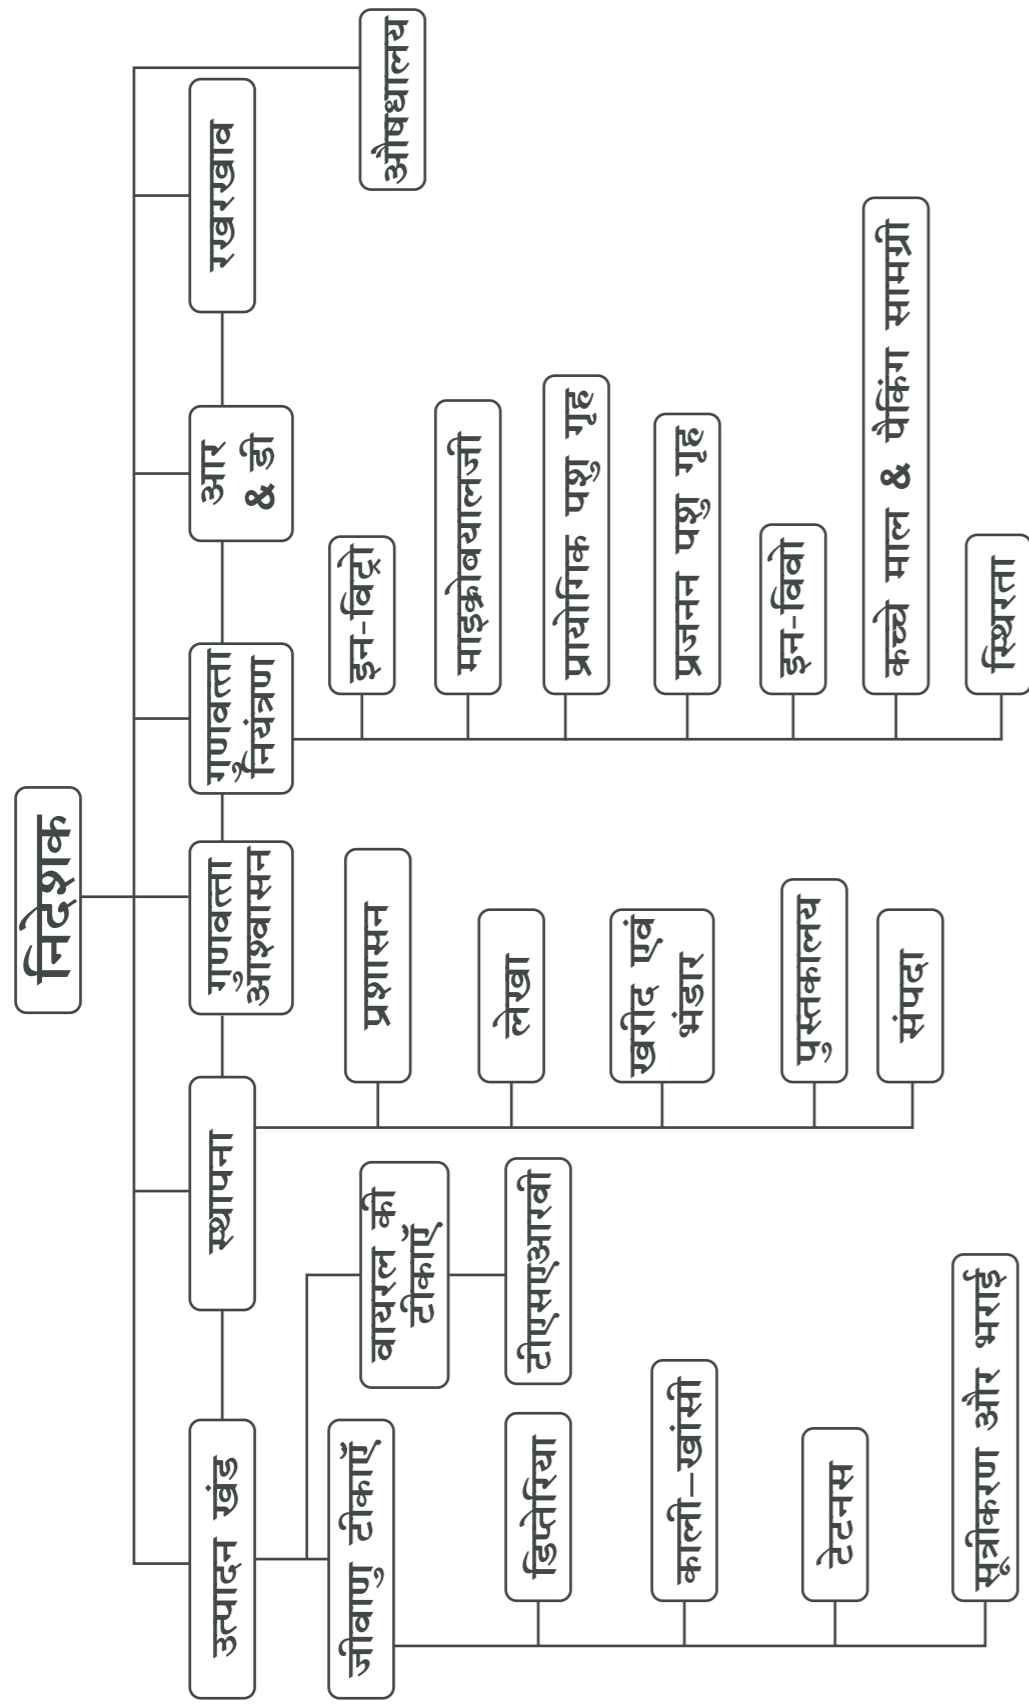 निदेशक
उत्पादन खंड
स्थापना
गुणवत्ता
आश्वासन
गुणवत्ता
नियंत्रण
आर
& डी
रखरखाव
औषधालय
जीवाणु टीकाएँ
वायरल की
टीकाएँ
डिप्तीरिया
काली-खांसी
टेटनस
सूत्रीकरण और भराई
टीएसएआरवी
प्रशासन
लेखा
खरीद एवं
भंडार
पुस्तकालय
संपदा
इन-विट्रो
माइक्रोबयालजी
प्रायोगिक पशु गृह
प्रजनन पशु गृह
इन-विवो
कच्चे माल & पैकिंग सामग्री
स्थिरता